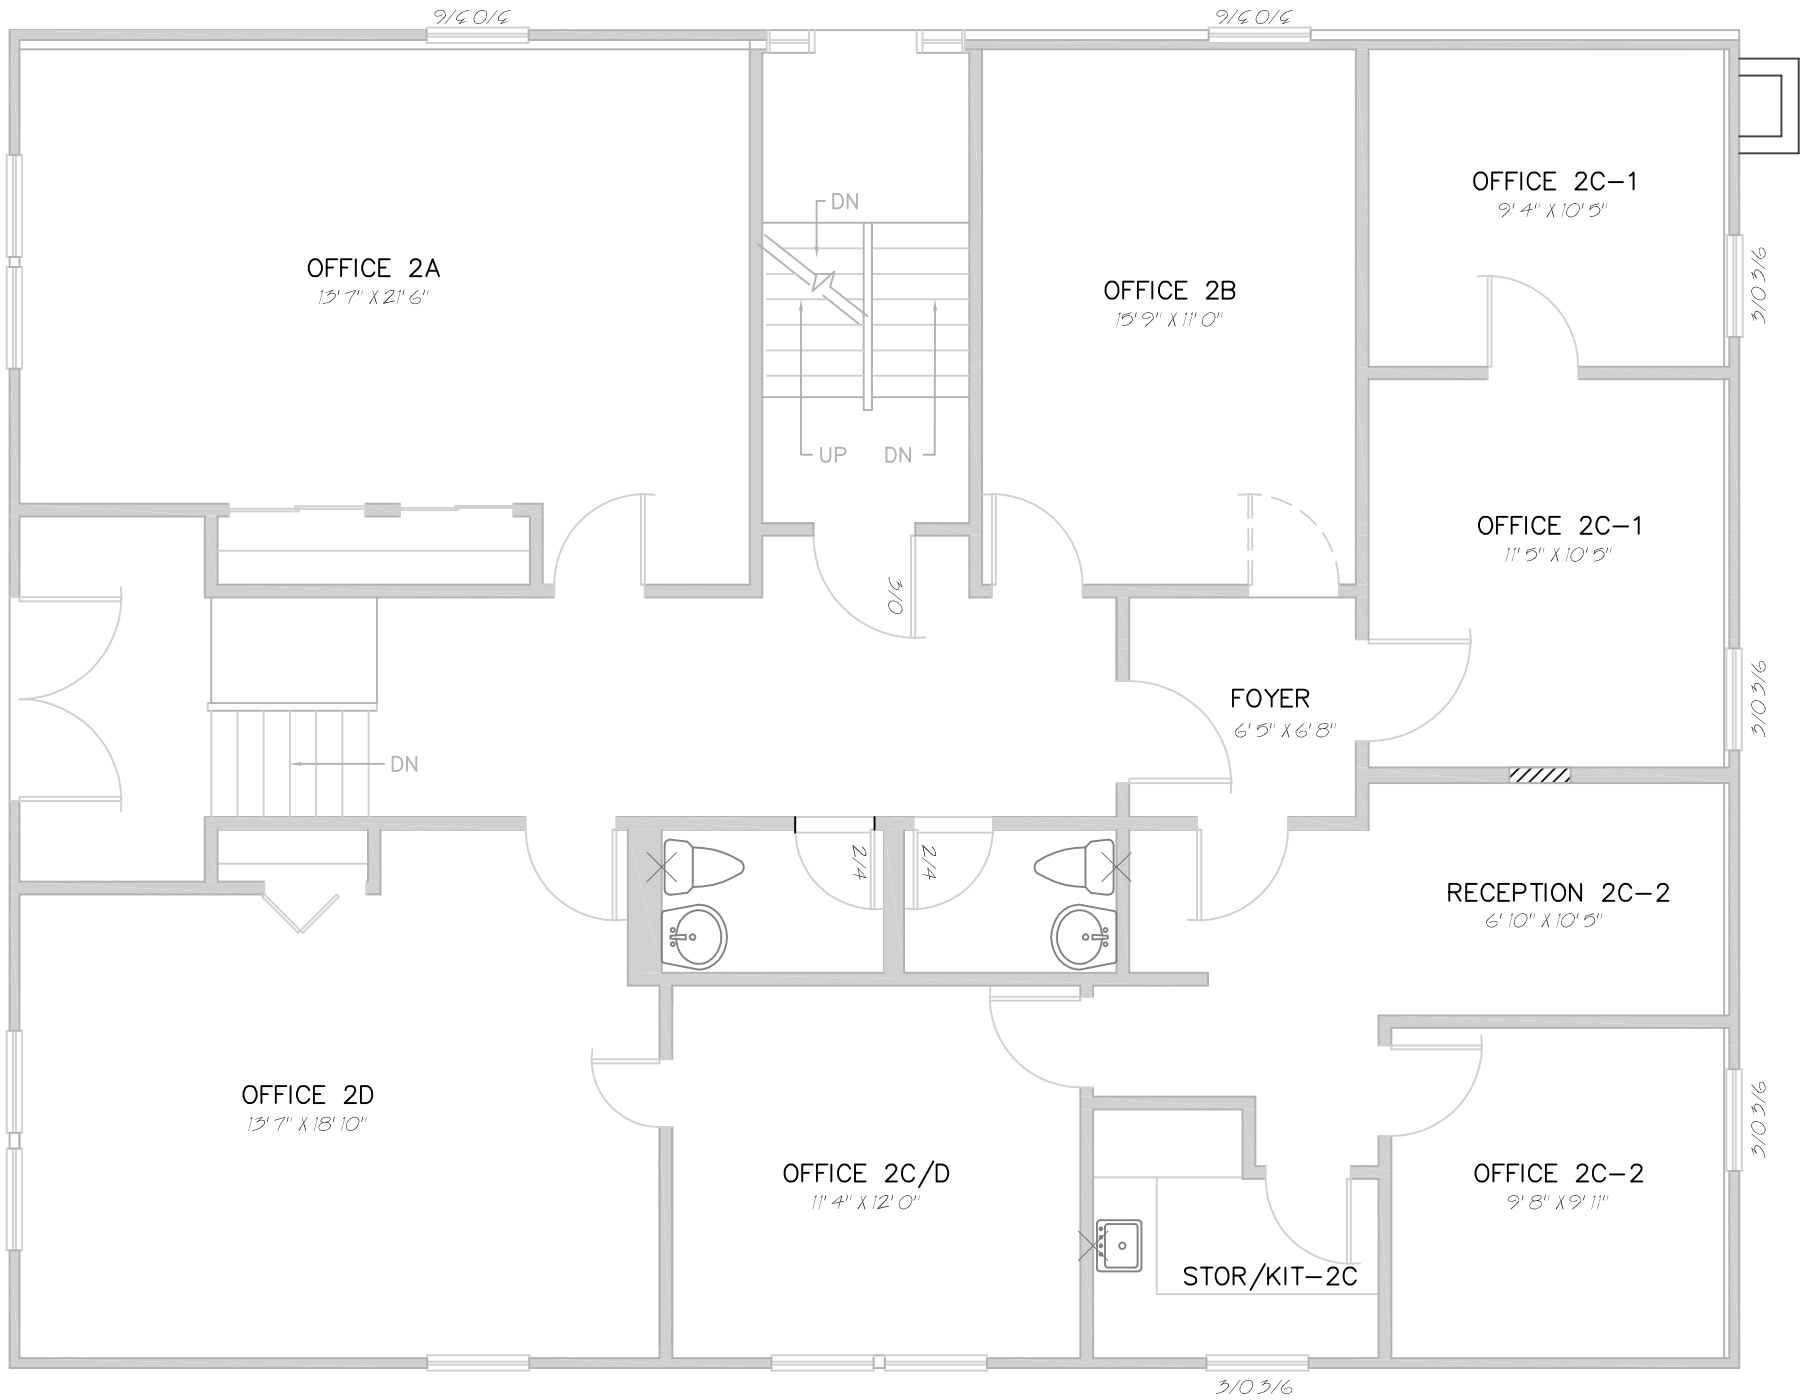 3/0 3/6
3/0 3/6
DN
OFFICE 2C-1
9' 4" X 10' 5"
OFFICE 2A
13' 7" X 21' 6"
3/0 3/6
OFFICE 2B
15' 9" X 11' 0"
UP
DN
OFFICE 2C-1
11' 5" X 10' 5"
3/0
FOYER
6' 5" X 6' 8"
3/0 3/6
DN
2/4
2/4
RECEPTION 2C-2
6' 10" X 10' 5"
OFFICE 2D
13' 7" X 18' 10"
3/0 3/6
OFFICE 2C/D
11' 4" X 12' 0"
OFFICE 2C-2
9' 8" X 9' 11"
STOR/KIT-2C
3/0 3/6